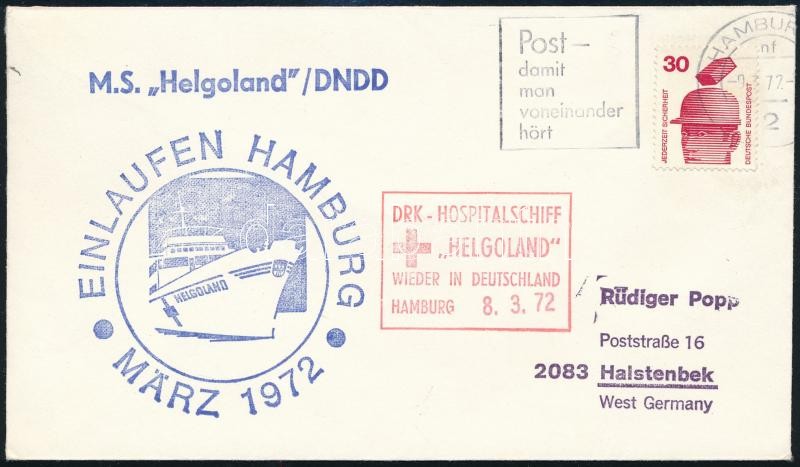 M.S. „Helgoland"/DNDD
Post –
damit
man
voneinander
hört
HAMBURG
2
30
JEDERZEIT SICHERHEIT
DEUTSCHE BUNDESPOST
EINLAUFEN HAMBURG
HELGOLAND
• MÄRZ 1972 •
DRK - HOSPITALSCHIFF
„HELGOLAND"
WIEDER IN DEUTSCHLAND
HAMBURG 8. 3. 72
Rüdiger Popp
Poststraße 16
2083 Halstenbek
West Germany